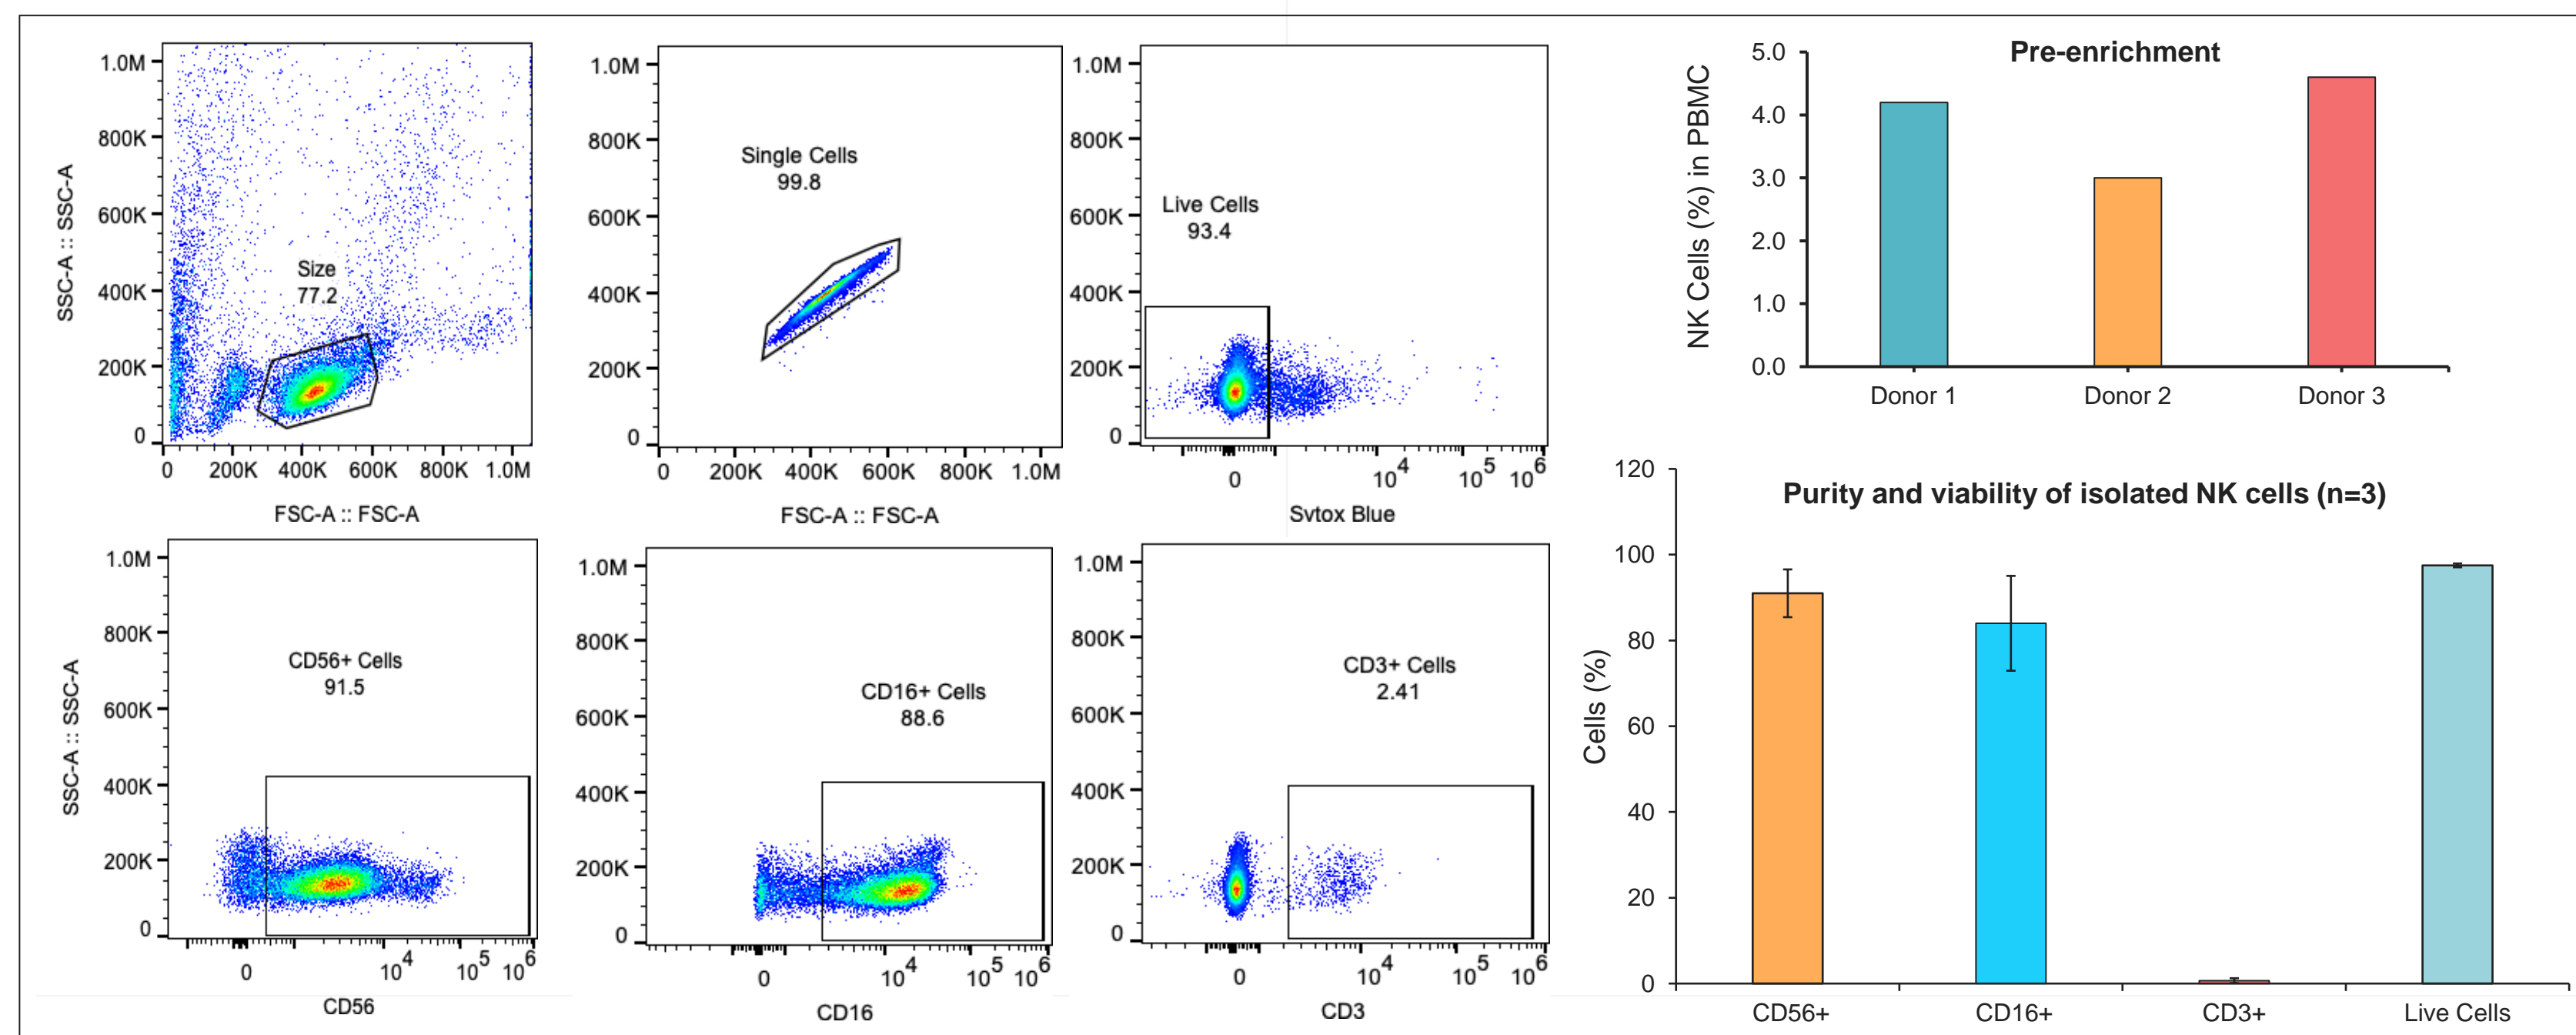 1.0M
800K
600K
400K
200K
0
SSC-A :: SSC-A
Size
77.2
0 200K 400K 600K 800K 1.0M
FSC-A :: FSC-A
1.0M
800K
600K
400K
200K
0
Single Cells
99.8
0 200K 400K 600K 800K 1.0M
FSC-A :: FSC-A
1.0M
800K
600K
400K
200K
0
Live Cells
93.4
0 10^4 10^5 10^6
Svtox Blue
Pre-enrichment
NK Cells (%) in PBMC
5.0
4.0
3.0
2.0
1.0
0.0
Donor 1 Donor 2 Donor 3
1.0M
800K
600K
400K
200K
0
SSC-A :: SSC-A
CD56+ Cells
91.5
0 10^4 10^5 10^6
CD56
1.0M
800K
600K
400K
200K
0
CD16+ Cells
88.6
0 10^4 10^5 10^6
CD16
1.0M
800K
600K
400K
200K
0
CD3+ Cells
2.41
0 10^4 10^5 10^6
CD3
Purity and viability of isolated NK cells (n=3)
Cells (%)
120
100
80
60
40
20
0
CD56+ CD16+ CD3+ Live Cells